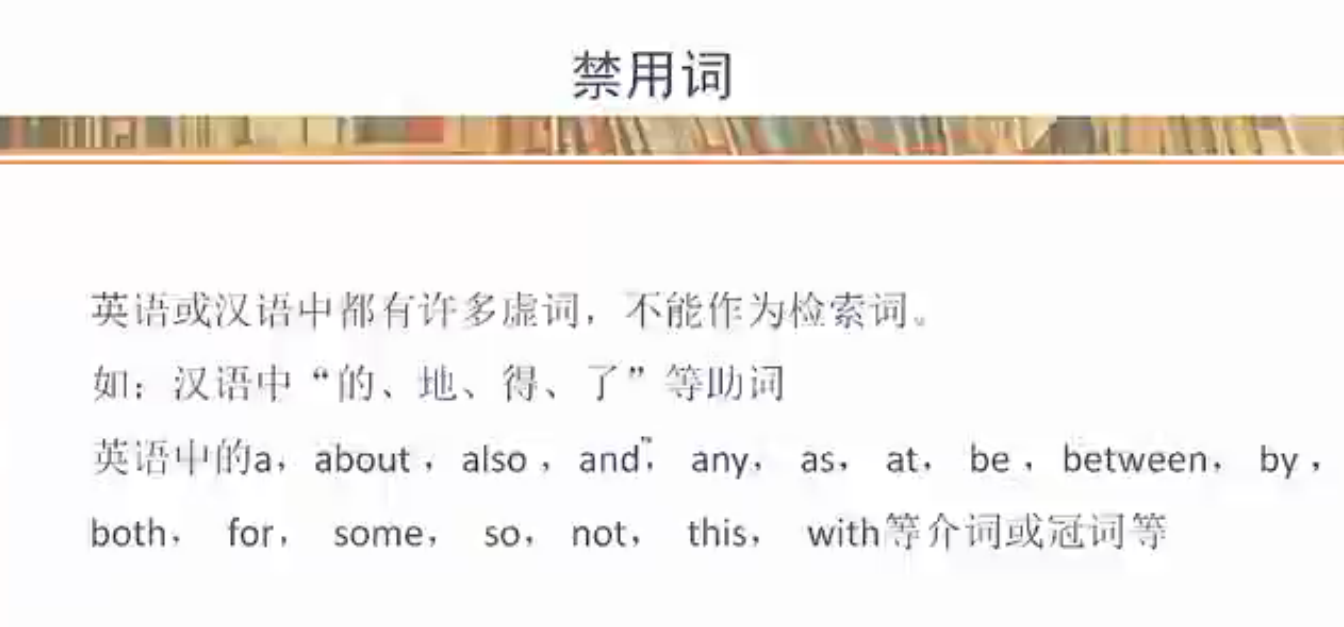 禁用词
英语或汉语中都有许多虚词，不能作为检索词。
如：汉语中“的、地、得、了”等助词
英语中的a，about，also，and，any，as，at，be，between，by，
both，for，some，so，not，this，with等介词或冠词等